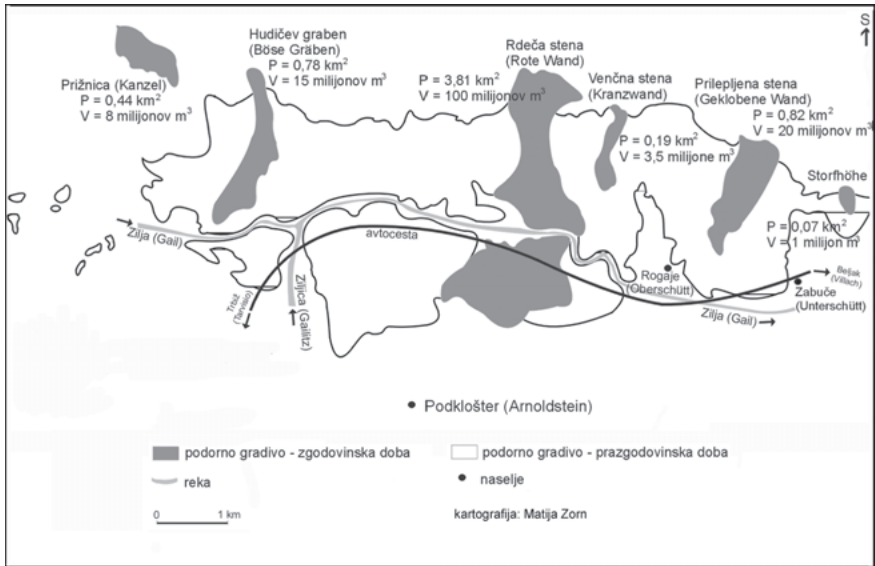 S
Hudičev graben
(Böse Gräben)
P = 0,78 km²
V = 15 milijonov m³
Prižnica (Kanzel)
P = 0,44 km²
V = 8 milijonov m³
Rdeča stena
(Rote Wand)
P = 3,81 km²
V = 100 milijonov m³
Venčna stena
(Kranzwand)
P = 0,19 km²
V = 3,5 milijone m³
Prilepljena stena
(Geklobene Wand)
P = 0,82 km²
V = 20 milijonov m³
Storfhöhe
P = 0,07 km²
V = 1 milijon m³
Zilja (Gail)
avtocesta
Trbiž
(Tarvisio)
Ziljica (Gailitz)
Rogaje
(Oberschütt)
Beljak
(Villach)
Zabuče
(Unterschütt)
Zilja (Gail)
Podklošter (Arnoldstein)
podorno gradivo - zgodovinska doba
podorno gradivo - prazgodovinska doba
reka
naselje
0 1 km
kartografija: Matija Zorn